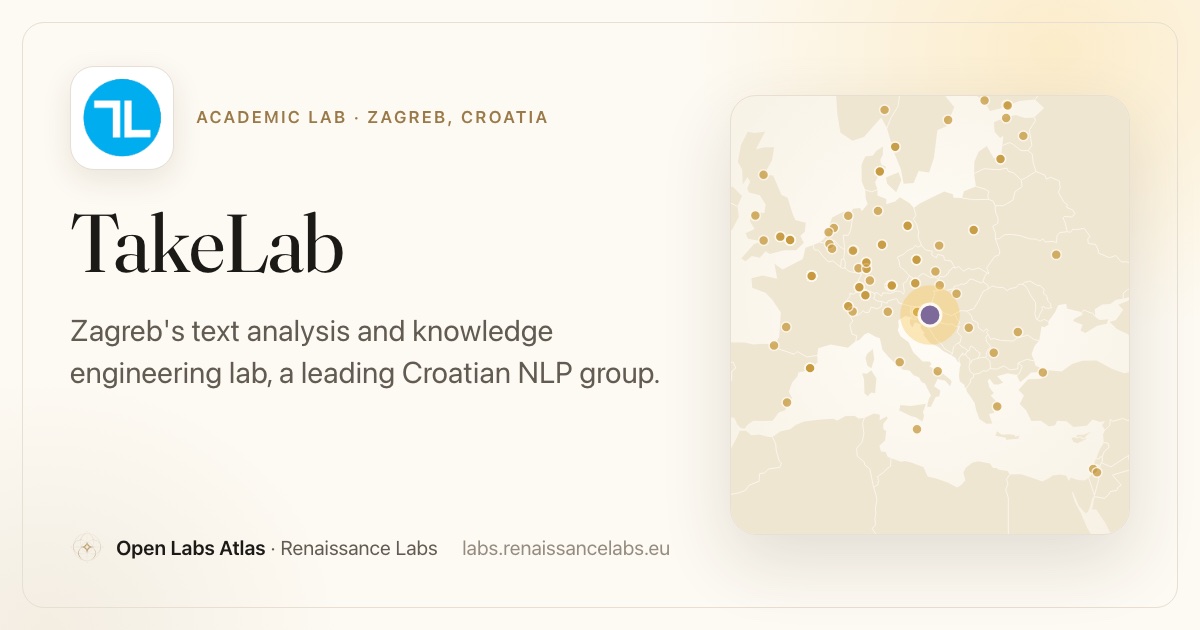 TL
ACADEMIC LAB · ZAGREB, CROATIA
TakeLab
Zagreb's text analysis and knowledge
engineering lab, a leading Croatian NLP group.
Open Labs Atlas · Renaissance Labs labs.renaissancelabs.eu